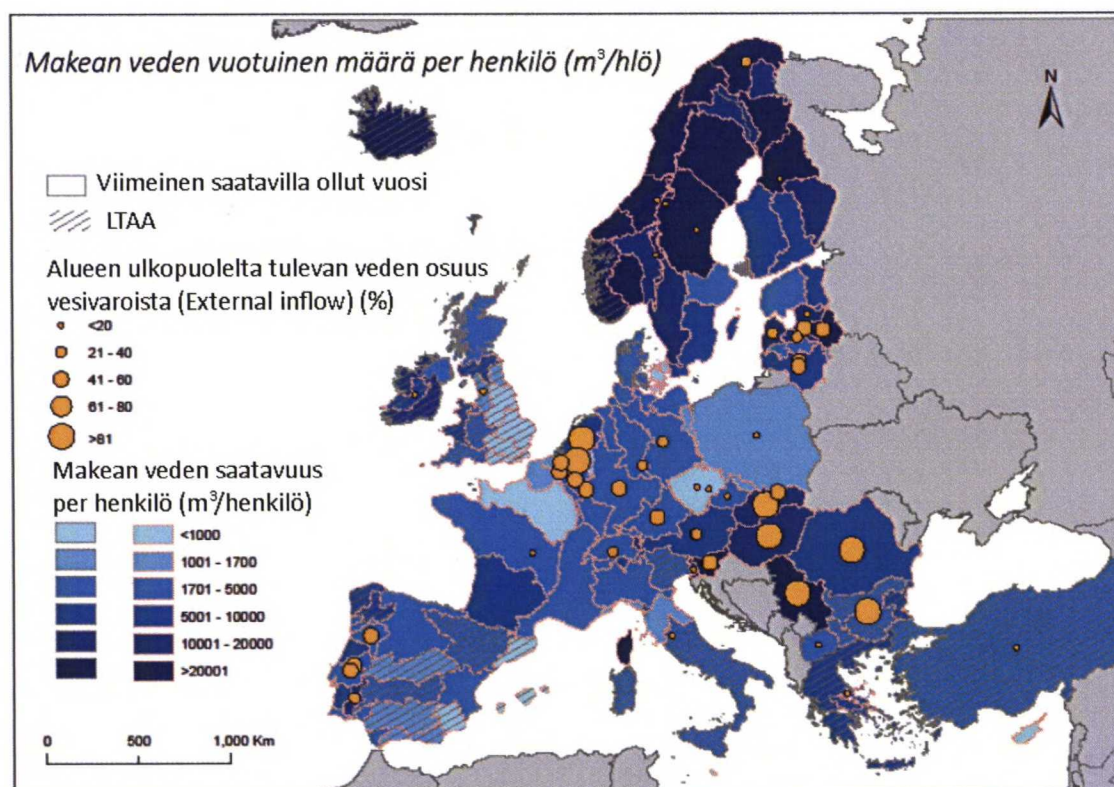 Makean veden vuotuinen määrä per henkilö (m³/hlö)
N
Viimeinen saatavilla ollut vuosi
LTAA
Alueen ulkopuolelta tulevan veden osuus
vesivaroista (External inflow) (%)
<20
21 - 40
41 - 60
61 - 80
>81
Makean veden saatavuus
per henkilö (m³/henkilö)
<1000
1001 - 1700
1701 - 5000
5001 - 10000
10001 - 20000
>20001
0 500 1,000 Km